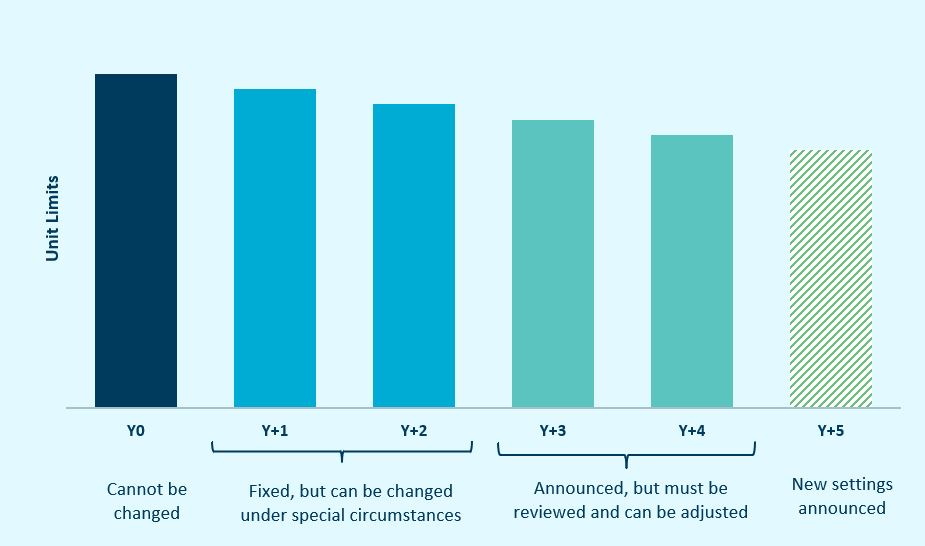 Unit Limits
Y0
Y+1
Y+2
Y+3
Y+4
Y+5
Cannot be
changed
Fixed, but can be changed
under special circumstances
Announced, but must be
reviewed and can be adjusted
New settings
announced